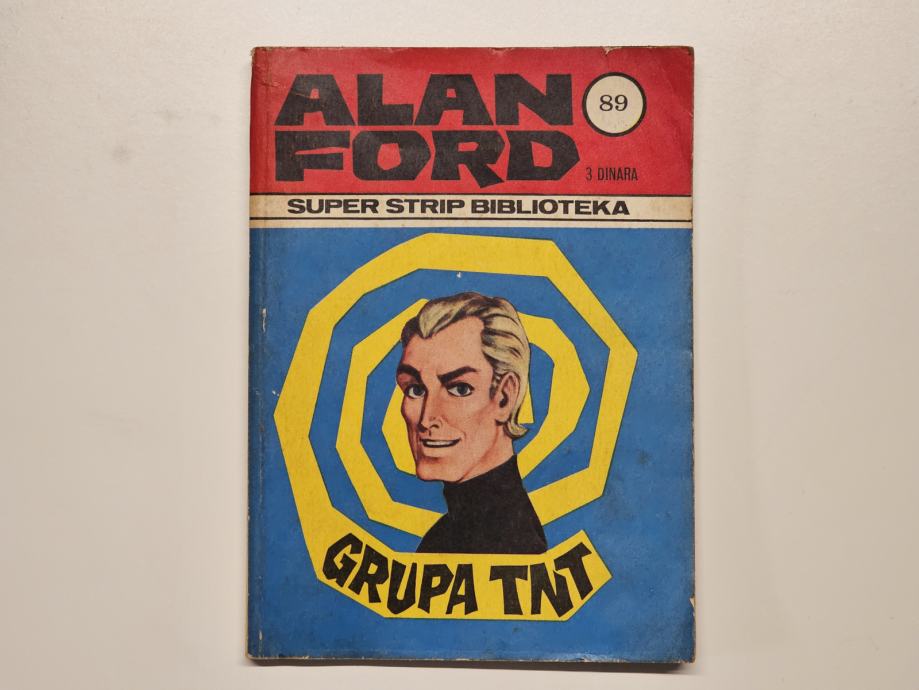 ALAN
FORD
89
3 DINARA
SUPER STRIP BIBLIOTEKA
GRUPA TNT